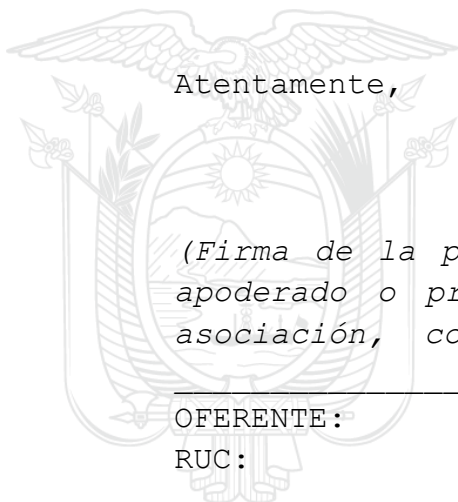 Atentamente,
(Firma de la p
apoderado o pr
asociación, co
OFERENTE:
RUC: